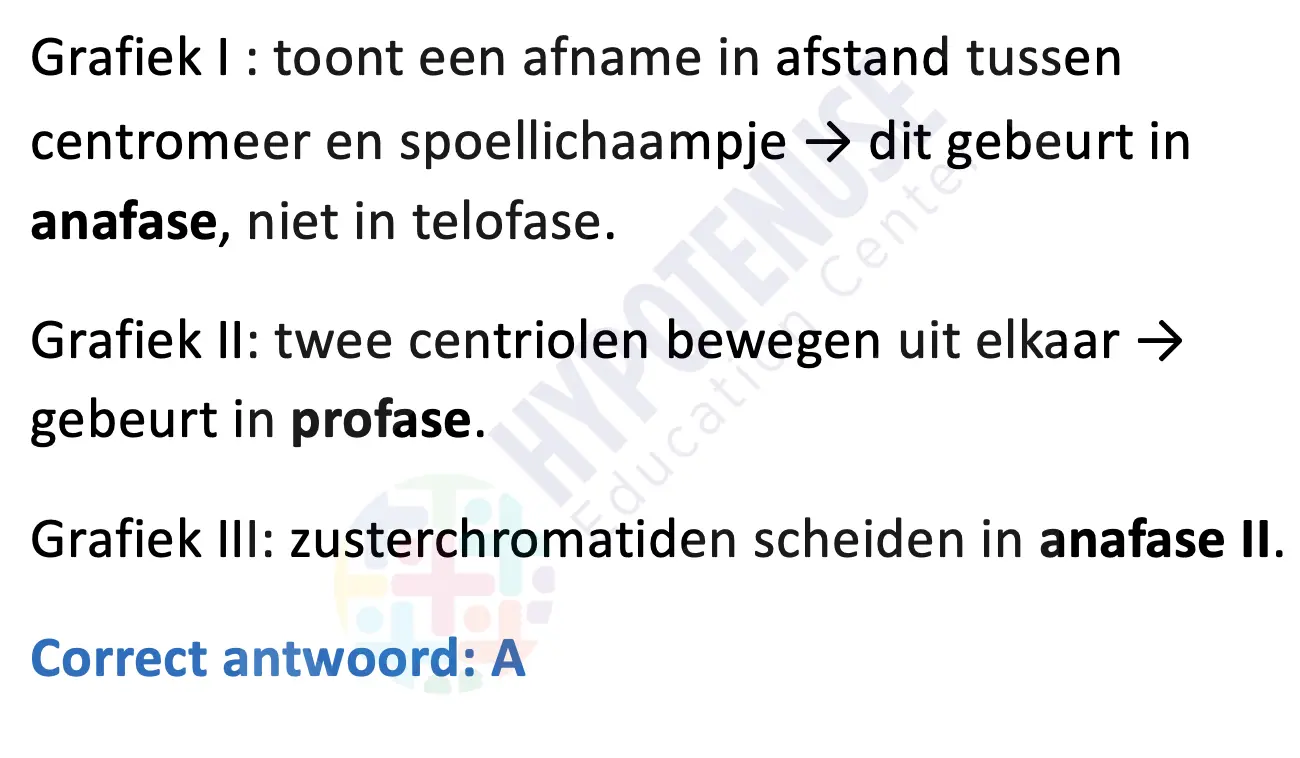 Grafiek I : toont een afname in afstand tussen
centromeer en spoellichaampje → dit gebeurt in
anafase, niet in telofase.
Grafiek II: twee centriolen bewegen uit elkaar →
gebeurt in profase.
Grafiek III: zusterchromatiden scheiden in anafase II.
Correct antwoord: A
HYPOTENUSE
Education Center